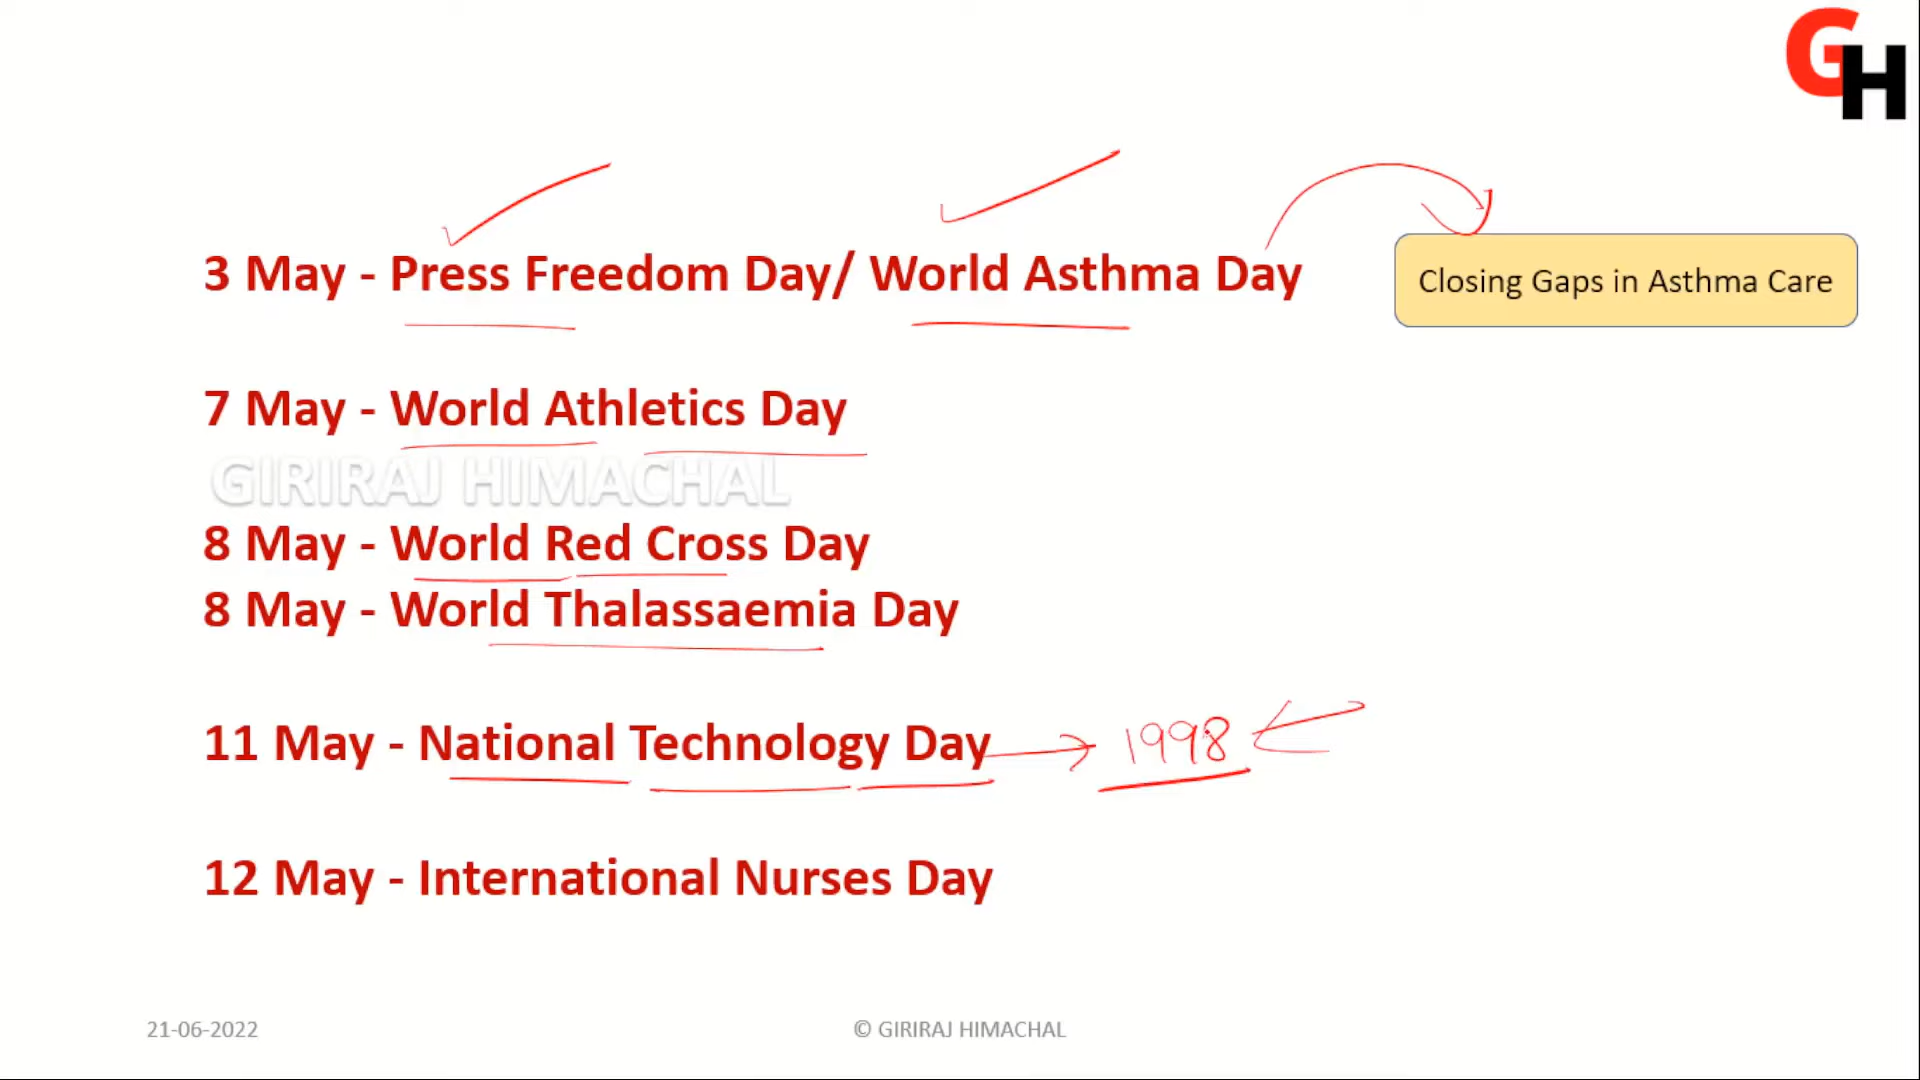 GH
3 May - Press Freedom Day/ World Asthma Day
Closing Gaps in Asthma Care
7 May - World Athletics Day
GIRIRAJ HIMACHAL
8 May - World Red Cross Day
8 May - World Thalassaemia Day
11 May - National Technology Day → 1998
12 May - International Nurses Day
21-06-2022
© GIRIRAJ HIMACHAL